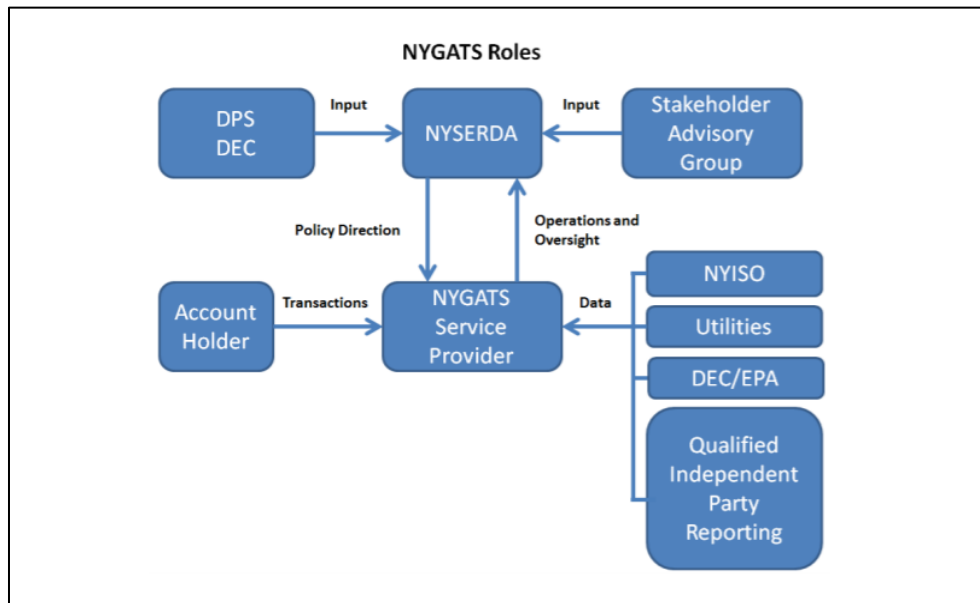 NYGATS Roles
DPS
DEC
Input
NYSERDA
Input
Stakeholder
Advisory
Group
Policy Direction
Operations and
Oversight
Account
Holder
Transactions
NYGATS
Service
Provider
Data
NYISO
Utilities
DEC/EPA
Qualified
Independent
Party
Reporting